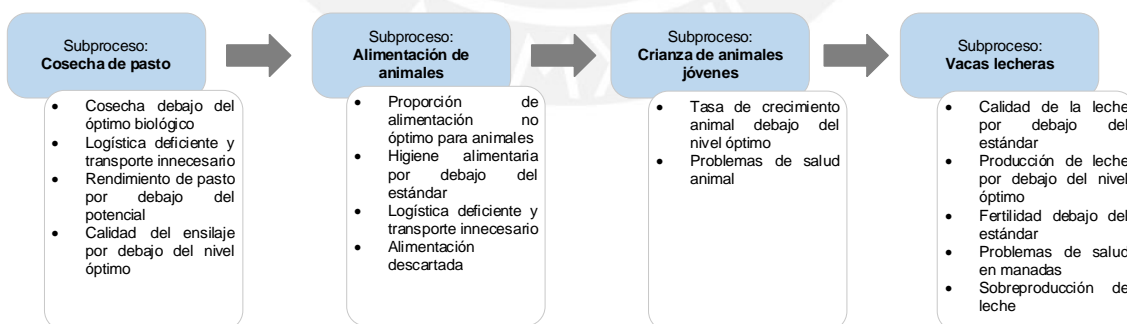 Subproceso:
Cosecha de pasto
• Cosecha debajo del
óptimo biológico
• Logística deficiente y
transporte innecesario
• Rendimiento de pasto
por debajo del
potencial
• Calidad del ensilaje
por debajo del nivel
óptimo
Subproceso:
Alimentación de
animales
• Proporción de
alimentación no
óptimo para animales
• Higiene alimentaria
por debajo del
estándar
• Logística deficiente y
transporte innecesario
• Alimentación
descartada
Subproceso:
Crianza de animales
jóvenes
• Tasa de crecimiento
animal debajo del
nivel óptimo
• Problemas de salud
animal
Subproceso:
Vacas lecheras
• Calidad de la leche
por debajo del
estándar
• Producción de leche
por debajo del nivel
óptimo
• Fertilidad debajo del
estándar
• Problemas de salud
en manadas
• Sobreproducción de
leche